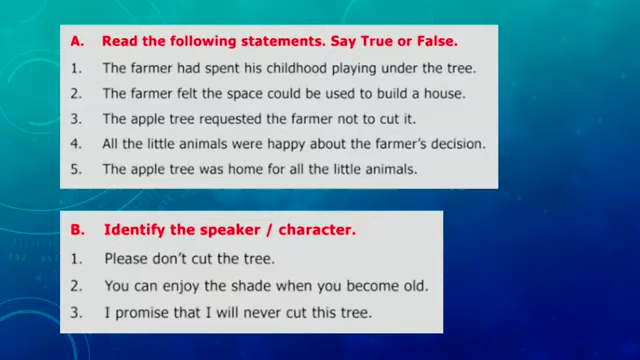 A. Read the following statements. Say True or False.
1. The farmer had spent his childhood playing under the tree.
2. The farmer felt the space could be used to build a house.
3. The apple tree requested the farmer not to cut it.
4. All the little animals were happy about the farmer's decision.
5. The apple tree was home for all the little animals.
B. Identify the speaker / character.
1. Please don't cut the tree.
2. You can enjoy the shade when you become old.
3. I promise that I will never cut this tree.